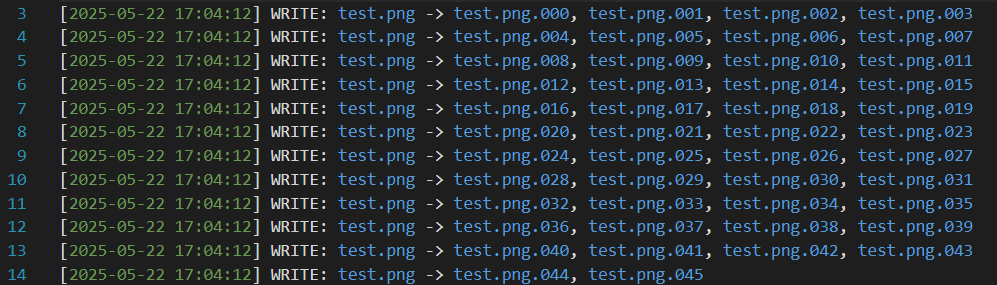 3 [2025-05-22 17:04:12] WRITE: test.png -> test.png.000, test.png.001, test.png.002, test.png.003
4 [2025-05-22 17:04:12] WRITE: test.png -> test.png.004, test.png.005, test.png.006, test.png.007
5 [2025-05-22 17:04:12] WRITE: test.png -> test.png.008, test.png.009, test.png.010, test.png.011
6 [2025-05-22 17:04:12] WRITE: test.png -> test.png.012, test.png.013, test.png.014, test.png.015
7 [2025-05-22 17:04:12] WRITE: test.png -> test.png.016, test.png.017, test.png.018, test.png.019
8 [2025-05-22 17:04:12] WRITE: test.png -> test.png.020, test.png.021, test.png.022, test.png.023
9 [2025-05-22 17:04:12] WRITE: test.png -> test.png.024, test.png.025, test.png.026, test.png.027
10 [2025-05-22 17:04:12] WRITE: test.png -> test.png.028, test.png.029, test.png.030, test.png.031
11 [2025-05-22 17:04:12] WRITE: test.png -> test.png.032, test.png.033, test.png.034, test.png.035
12 [2025-05-22 17:04:12] WRITE: test.png -> test.png.036, test.png.037, test.png.038, test.png.039
13 [2025-05-22 17:04:12] WRITE: test.png -> test.png.040, test.png.041, test.png.042, test.png.043
14 [2025-05-22 17:04:12] WRITE: test.png -> test.png.044, test.png.045